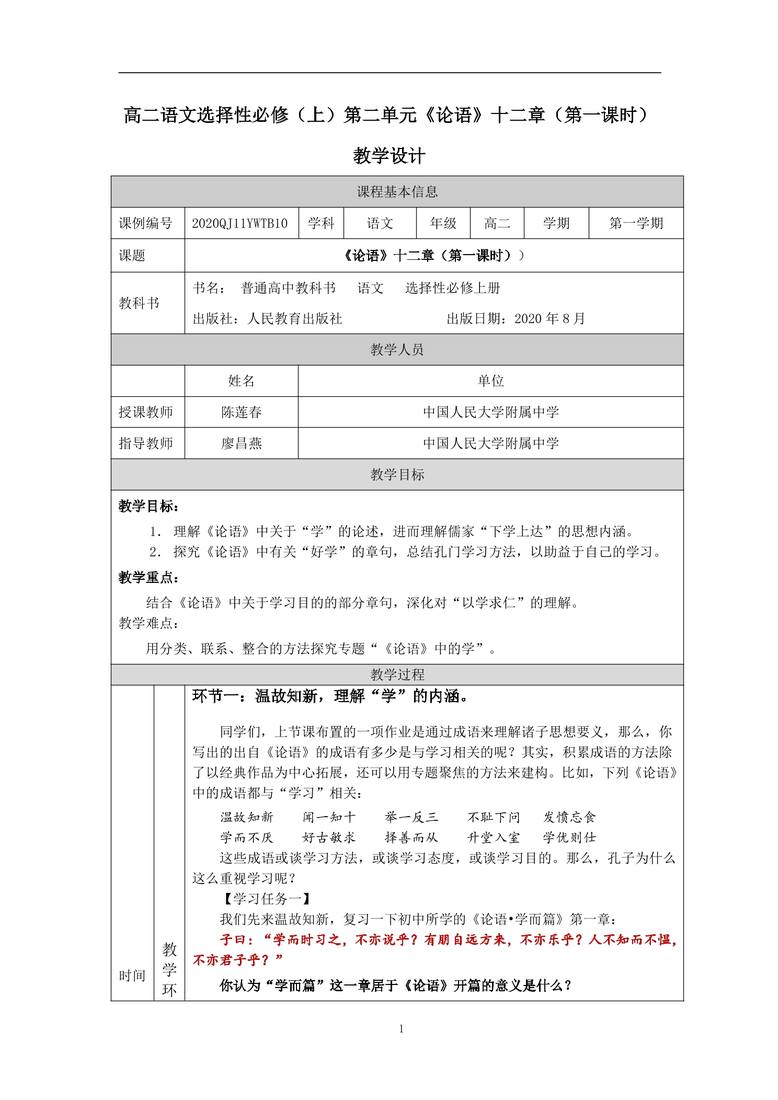 高二语文选择性必修（上）第二单元《论语》十二章（第一课时）
教学设计
课程基本信息
课例编号 2020QJ11YWTB10 学科 语文 年级 高二 学期 第一学期
课题 《论语》十二章（第一课时））
教科书
书名： 普通高中教科书 语文 选择性必修上册
出版社：人民教育出版社 出版日期：2020 年 8 月
教学人员
姓名 单位
授课教师 陈莲春 中国人民大学附属中学
指导教师 廖昌燕 中国人民大学附属中学
教学目标
教学目标：
1. 理解《论语》中关于“学”的论述，进而理解儒家“下学上达”的思想内涵。
2. 探究《论语》中有关“好学”的章句，总结孔门学习方法，以助益于自己的学习。
教学重点：
结合《论语》中关于学习目的的部分章句，深化对“以学求仁”的理解。
教学难点：
用分类、联系、整合的方法探究专题“《论语》中的学”。
教学过程
时间
教
学
环
环节一：温故知新，理解“学”的内涵。
同学们，上节课布置的一项作业是通过成语来理解诸子思想要义，那么，你
写出的出自《论语》的成语有多少是与学习相关的呢？其实，积累成语的方法除
了以经典作品为中心拓展，还可以用专题聚焦的方法来建构。比如，下列《论语》
中的成语都与“学习”相关：
温故知新 闻一知十 举一反三 不耻下问 发愤忘食
学而不厌 好古敏求 择善而从 升堂入室 学优则仕
这些成语或谈学习方法，或谈学习态度，或谈学习目的。那么，孔子为什么
这么重视学习呢？
【学习任务一】
我们先来温故知新，复习一下初中所学的《论语•学而篇》第一章：
子曰：“学而时习之，不亦说乎？有朋自远方来，不亦乐乎？人不知而不愠，
不亦君子乎？”
你认为“学而篇”这一章居于《论语》开篇的意义是什么？
1